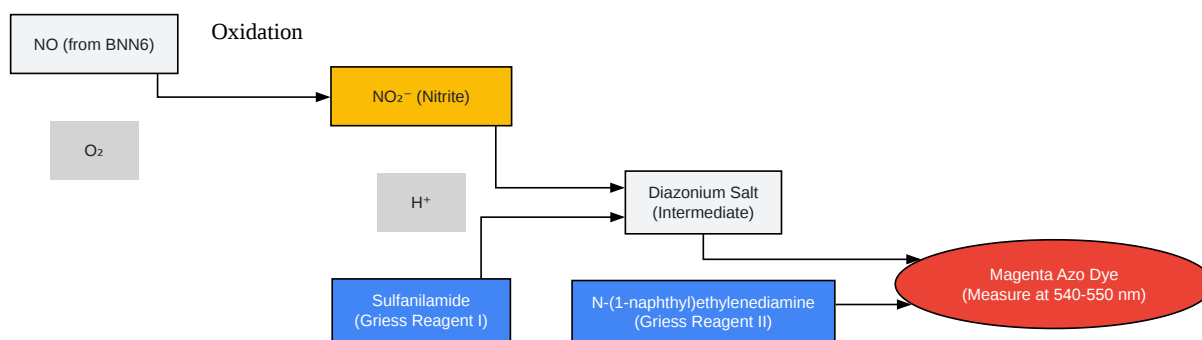 NO (from BNN6)
Oxidation
NO₂⁻ (Nitrite)
O₂
H⁺
Diazonium Salt
(Intermediate)
Sulfanilamide
(Griess Reagent I)
N-(1-naphthyl)ethylenediamine
(Griess Reagent II)
Magenta Azo Dye
(Measure at 540-550 nm)